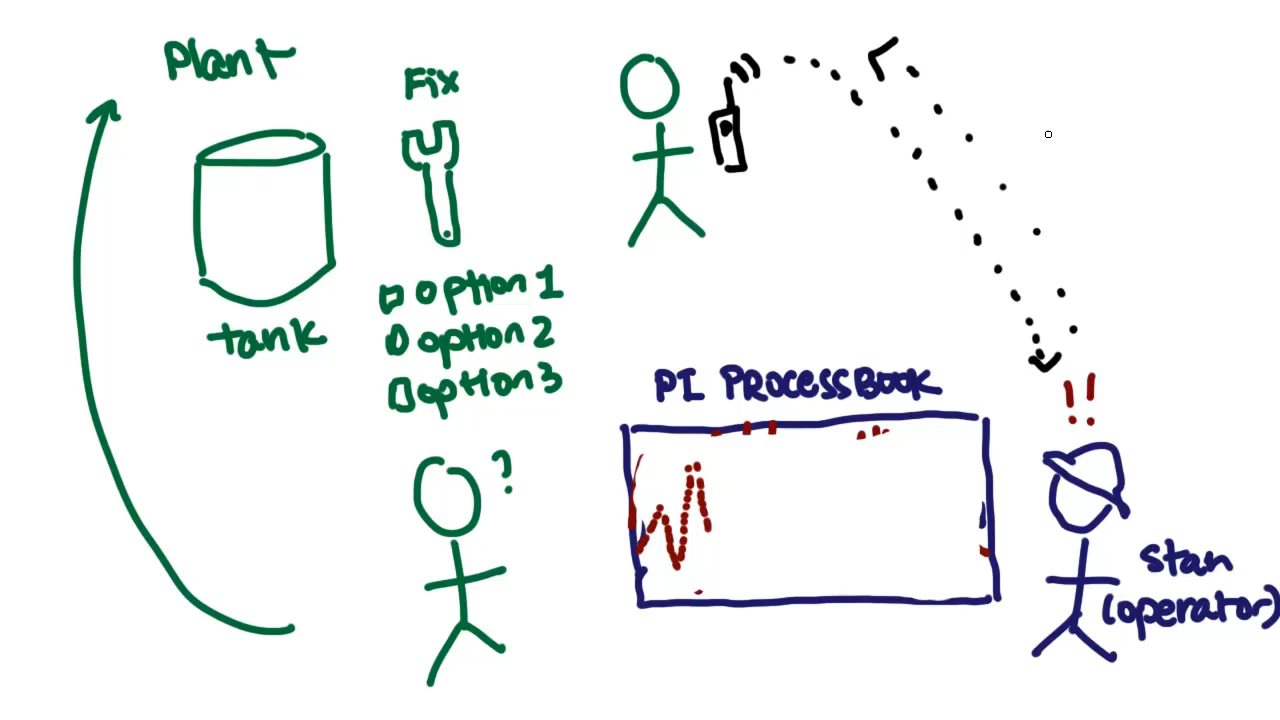 Plant
Fix
tank
option 1
option 2
option 3
?
PI PROCESSBOOK
!!
stan
(operator)